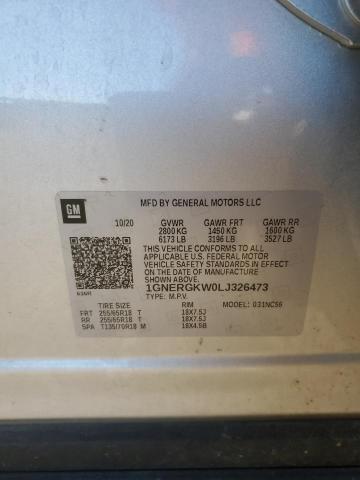 GM
MFD BY GENERAL MOTORS LLC
10/20 GVWR GAWR FRT GAWR RR
2800 KG 1450 KG 1600 KG
6173 LB 3196 LB 3527 LB
THIS VEHICLE CONFORMS TO ALL
APPLICABLE U.S. FEDERAL MOTOR
VEHICLE SAFETY STANDARDS IN EFFECT
ON THE DATE OF MANUFACTURE
SHOWN ABOVE.
1GNERGKW0LJ326473
TYPE: M.P.V.
TIRE SIZE RIM MODEL: 031NC56
FRT 255/65R18 T 18X7.5J
RR 255/65R18 T 18X7.5J
SPA T135/70R18 M 18X4.5B